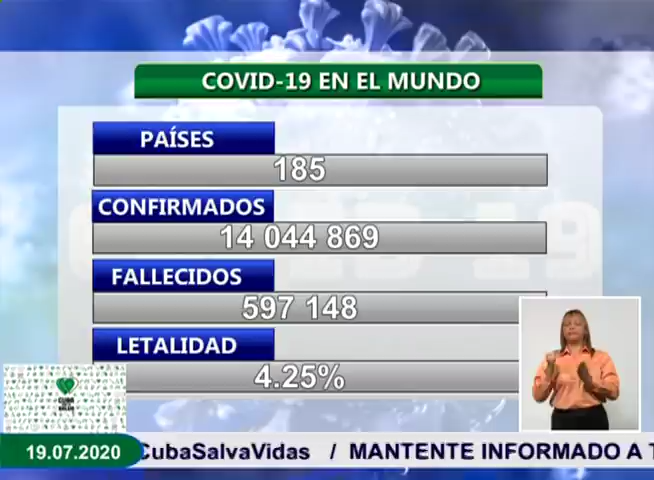 COVID-19 EN EL MUNDO
PAÍSES
185
CONFIRMADOS
14 044 869
FALLECIDOS
597 148
LETALIDAD
4.25%
CUBA
19.07.2020
CubaSalvaVidas / MANTENTE INFORMADO A T